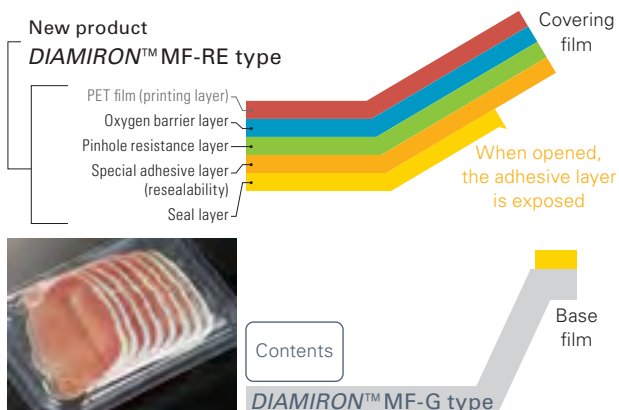 New product
DIAMIRON™ MF-RE type
PET film (printing layer)
Oxygen barrier layer
Pinhole resistance layer
Special adhesive layer
(resealability)
Seal layer
Covering
film
When opened,
the adhesive layer
is exposed
Base
film
Contents
DIAMIRON™ MF-G type